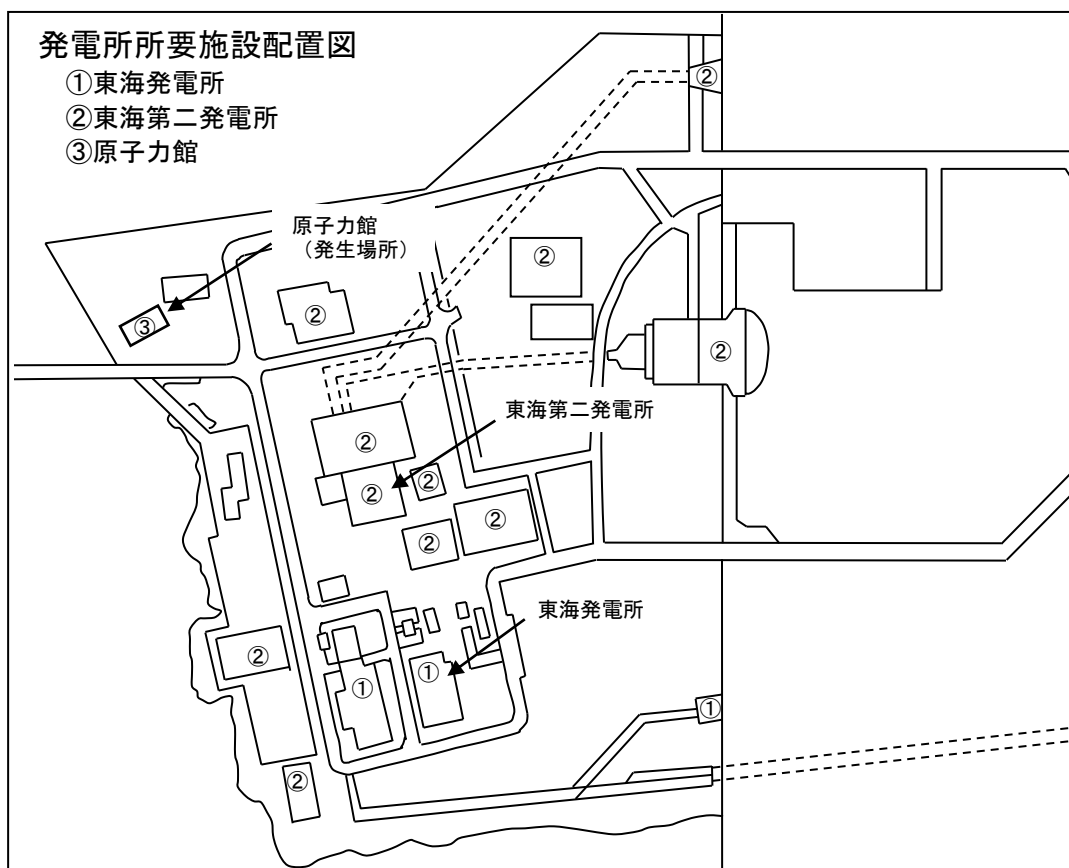 発電所所要施設配置図
①東海発電所
②東海第二発電所
③原子力館
②
原子力館
（発生場所）
②
③
②
②
東海第二発電所
②
②
②
②
②
東海発電所
②
①
①
①
②